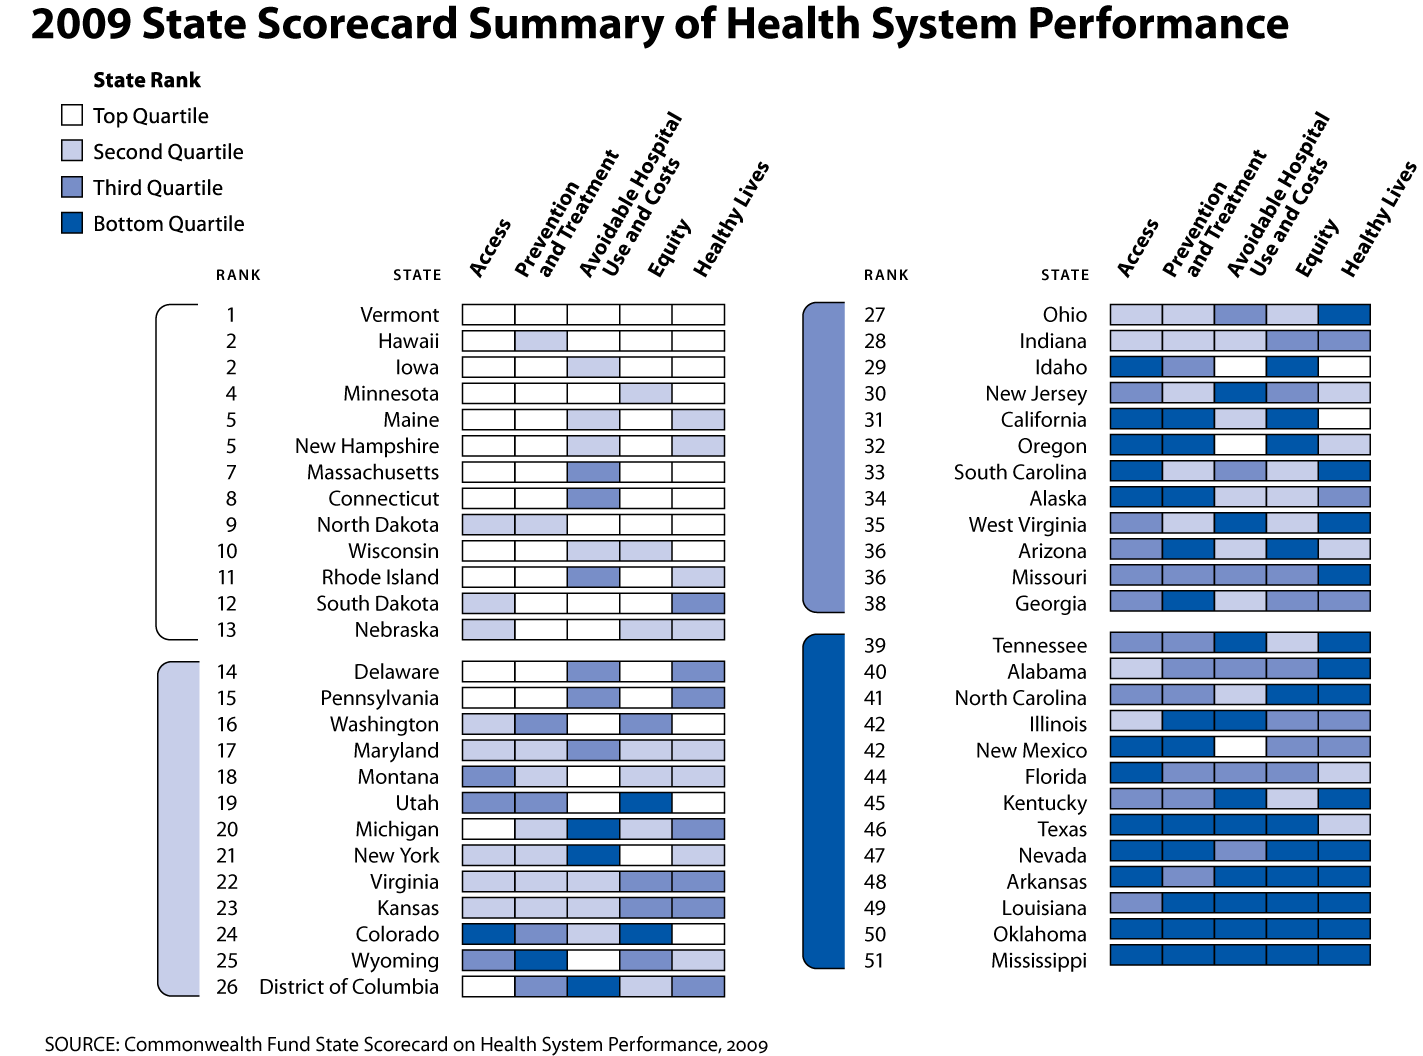 2009 State Scorecard Summary of Health System Performance
State Rank
Top Quartile
Second Quartile
Third Quartile
Bottom Quartile
RANK STATE Access Prevention and Treatment Avoidable Hospital Use and Costs Equity Healthy Lives
1 Vermont
2 Hawaii
2 Iowa
4 Minnesota
5 Maine
5 New Hampshire
7 Massachusetts
8 Connecticut
9 North Dakota
10 Wisconsin
11 Rhode Island
12 South Dakota
13 Nebraska
14 Delaware
15 Pennsylvania
16 Washington
17 Maryland
18 Montana
19 Utah
20 Michigan
21 New York
22 Virginia
23 Kansas
24 Colorado
25 Wyoming
26 District of Columbia
RANK STATE Access Prevention and Treatment Avoidable Hospital Use and Costs Equity Healthy Lives
27 Ohio
28 Indiana
29 Idaho
30 New Jersey
31 California
32 Oregon
33 South Carolina
34 Alaska
35 West Virginia
36 Arizona
36 Missouri
38 Georgia
39 Tennessee
40 Alabama
41 North Carolina
42 Illinois
42 New Mexico
44 Florida
45 Kentucky
46 Texas
47 Nevada
48 Arkansas
49 Louisiana
50 Oklahoma
51 Mississippi
SOURCE: Commonwealth Fund State Scorecard on Health System Performance, 2009